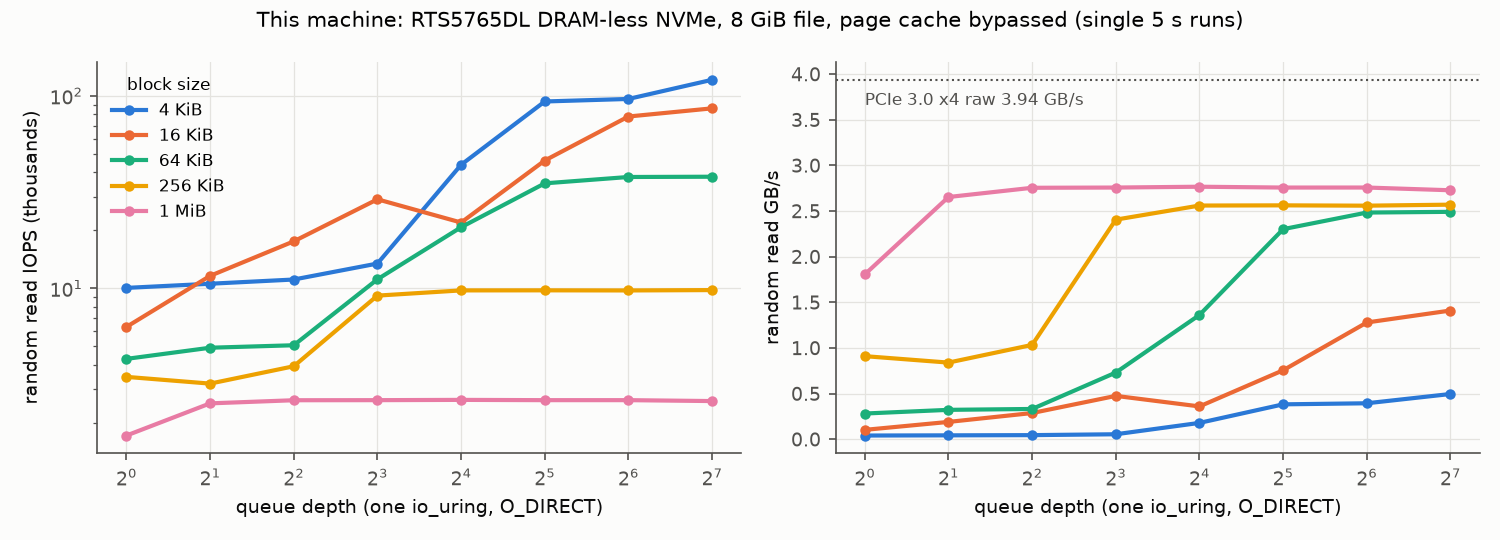 This machine: RTS5765DL DRAM-less NVMe, 8 GiB file, page cache bypassed (single 5 s runs)
random read IOPS (thousands)
10²
10¹
block size
4 KiB
16 KiB
64 KiB
256 KiB
1 MiB
2⁰ 2¹ 2² 2³ 2⁴ 2⁵ 2⁶ 2⁷
queue depth (one io_uring, O_DIRECT)
random read GB/s
4.0
3.5
3.0
2.5
2.0
1.5
1.0
0.5
0.0
PCIe 3.0 x4 raw 3.94 GB/s
2⁰ 2¹ 2² 2³ 2⁴ 2⁵ 2⁶ 2⁷
queue depth (one io_uring, O_DIRECT)